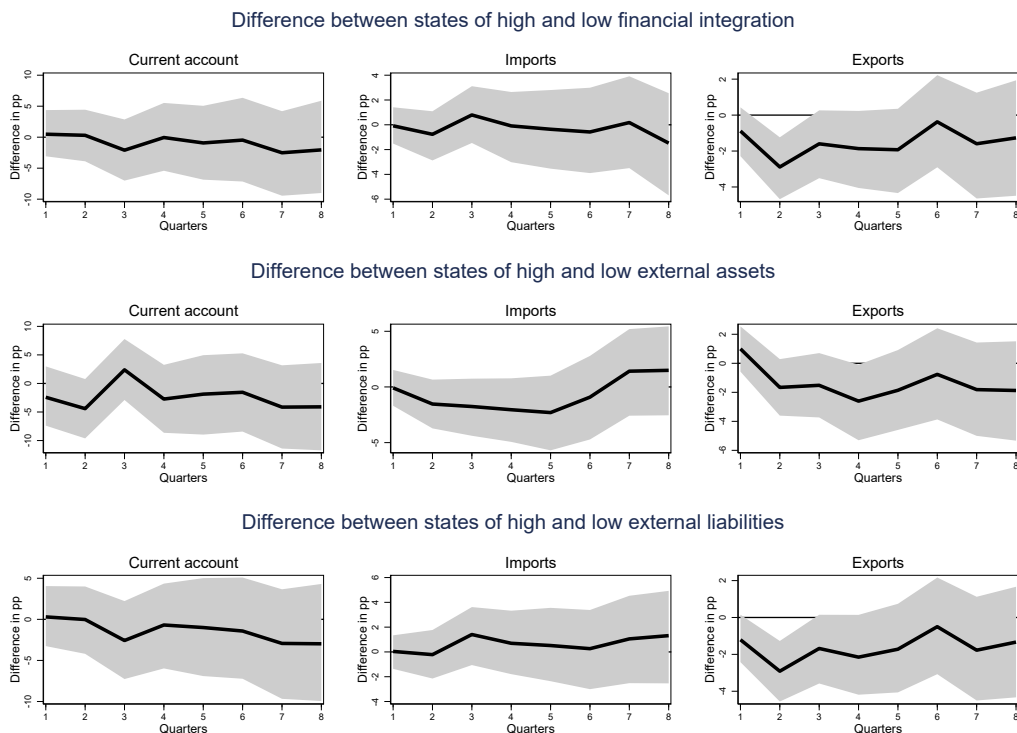 Difference between states of high and low financial integration
Current account
Imports
Exports
Difference in pp
10
5
0
-5
-10
1 2 3 4 5 6 7 8
Quarters
Difference in pp
4
2
0
-2
-4
-6
1 2 3 4 5 6 7 8
Quarters
Difference in pp
2
0
-2
-4
1 2 3 4 5 6 7 8
Quarters
Difference between states of high and low external assets
Current account
Imports
Exports
Difference in pp
10
5
0
-5
-10
1 2 3 4 5 6 7 8
Quarters
Difference in pp
5
0
-5
1 2 3 4 5 6 7 8
Quarters
Difference in pp
2
0
-2
-4
-6
1 2 3 4 5 6 7 8
Quarters
Difference between states of high and low external liabilities
Current account
Imports
Exports
Difference in pp
5
0
-5
-10
1 2 3 4 5 6 7 8
Quarters
Difference in pp
6
4
2
0
-2
-4
1 2 3 4 5 6 7 8
Quarters
Difference in pp
2
0
-2
-4
1 2 3 4 5 6 7 8
Quarters